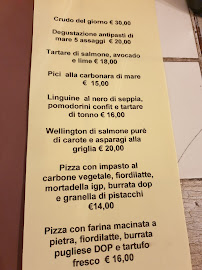 Crudo del giorno € 30,00
Degustazione antipasti di
mare 5 assaggi € 20,00
Tartare di salmone, avocado
e lime € 18,00
Pici alla carbonara di mare
€ 15,00
Linguine al nero di seppia,
pomodorini confit e tartare
di tonno € 16,00
Wellington di salmone purè
di carote e asparagi alla
griglia € 20,00
Pizza con impasto al
carbone vegetale, fiordilatte,
mortadella igp, burrata dop
e granella di pistacchi
€14,00
Pizza con farina macinata a
pietra, fiordilatte, burrata
pugliese DOP e tartufo
fresco € 16,00